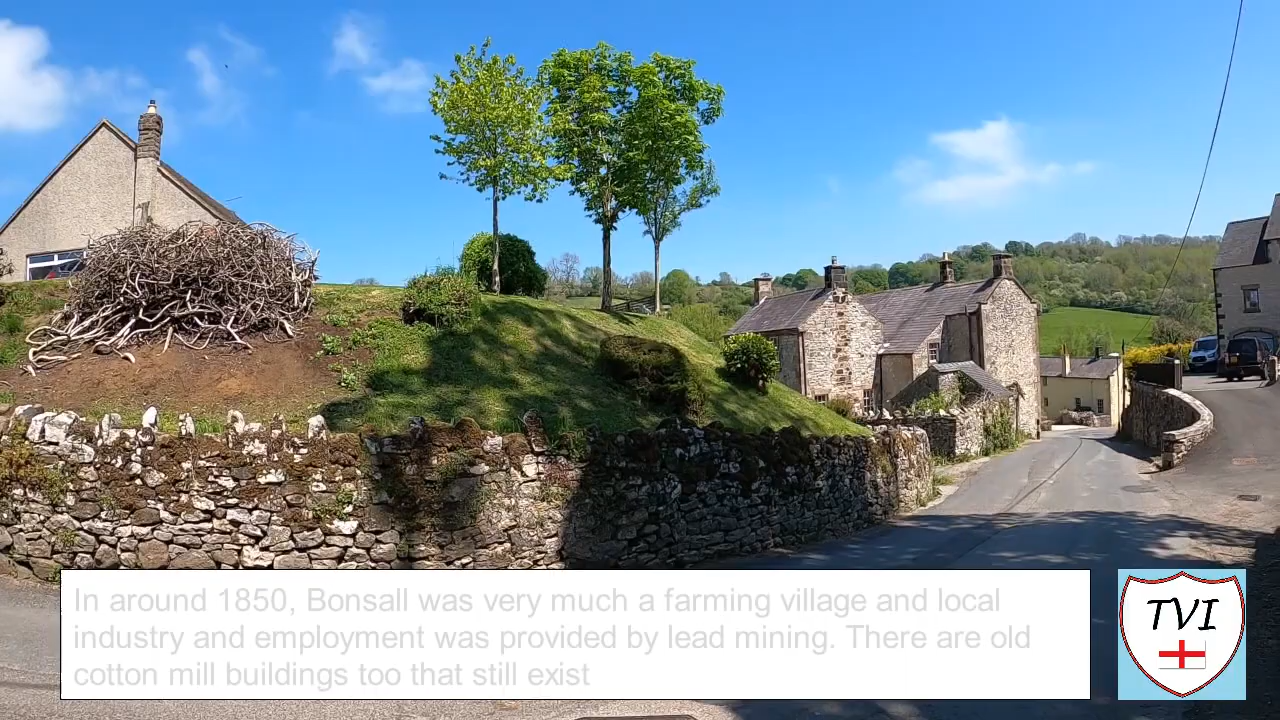 In around 1850, Bonsall was very much a farming village and local
industry and employment was provided by lead mining. There are old
cotton mill buildings too that still exist
TVI